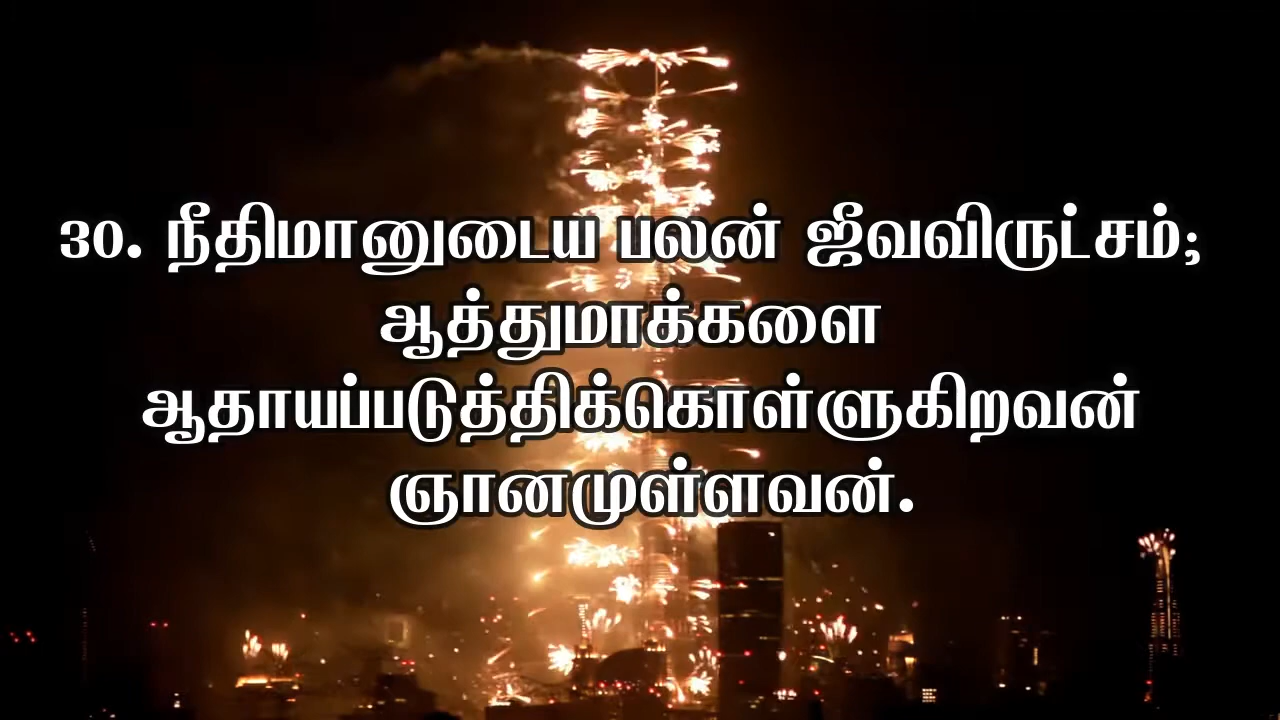 30. நீதிமானுடைய பலன் ஜீவவிருட்சம்;
ஆத்துமாக்களை
ஆதாயப்படுத்திக்கொள்ளுகிறவன்
ஞானமுள்ளவன்.